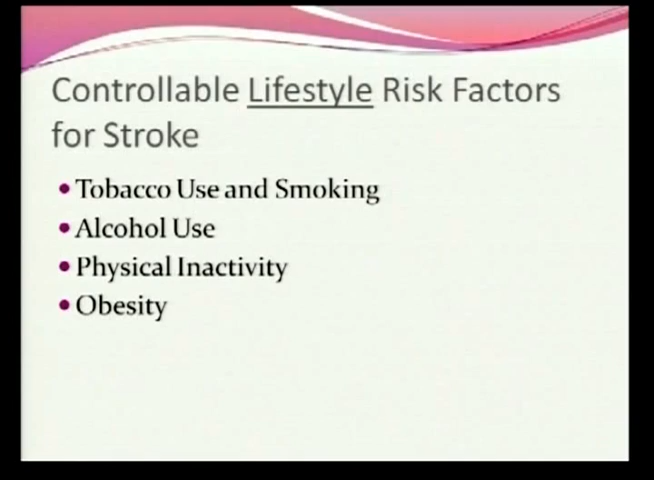 Controllable Lifestyle Risk Factors
for Stroke
• Tobacco Use and Smoking
• Alcohol Use
• Physical Inactivity
• Obesity